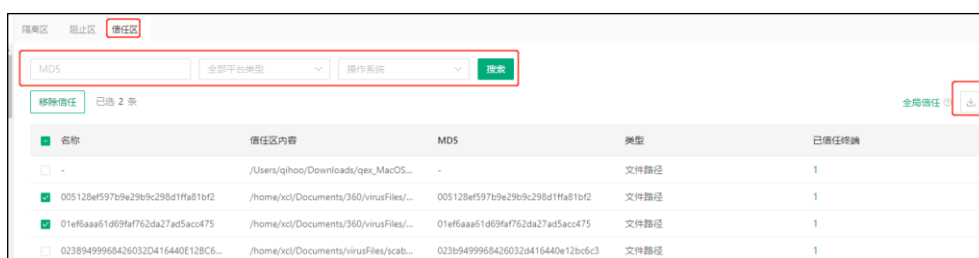 隔离区 阻止区 信任区
MD5 全部平台类型 操作系统 搜索
移除信任 已选 2 条 全局信任
名称 信任区内容 MD5 类型 已信任终端
- /Users/qihoo/Downloads/qex_MacOS... - 文件路径 1
005128ef597b9e29b9c298d1ffa81bf2 /home/xcl/Documents/360/virusFiles/... 005128ef597b9e29b9c298d1ffa81bf2 文件路径 1
01ef6aaa61d69faf762da27ad5acc475 /home/xcl/Documents/360/virusFiles/... 01ef6aaa61d69faf762da27ad5acc475 文件路径 1
023B9499968426032D416440E12BC6... /home/xcl/Documents/virusFiles/scab... 023b9499968426032d416440e12bc6c3 文件路径 1